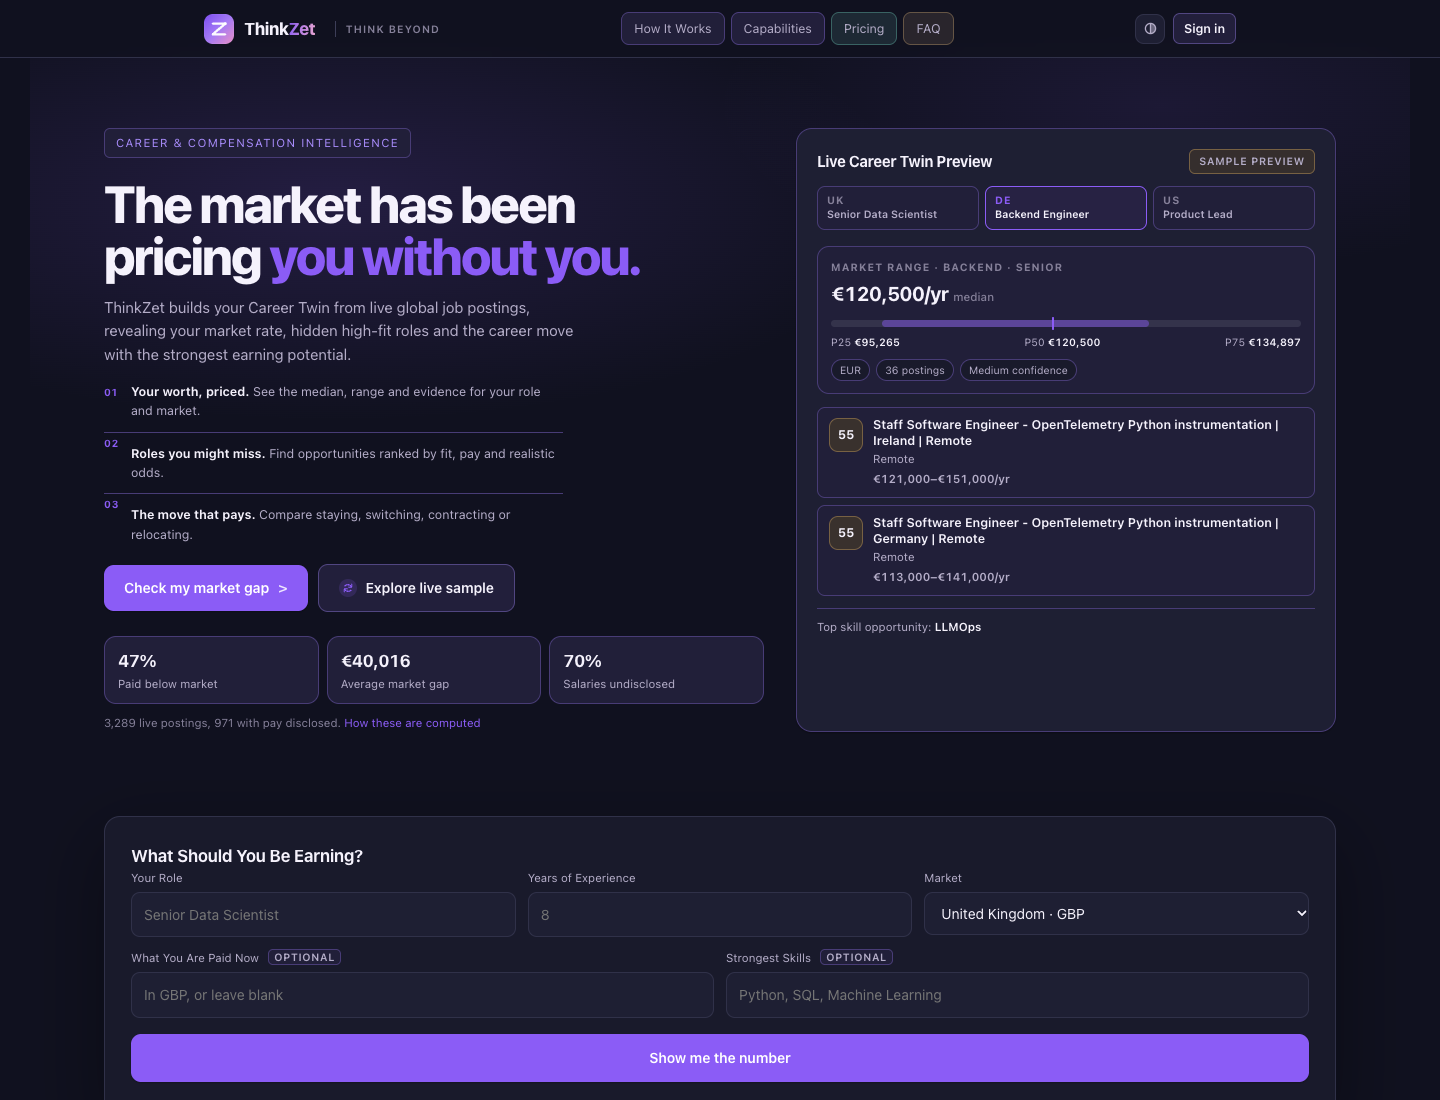 ThinkZet
THINK BEYOND
How It Works
Capabilities
Pricing
FAQ
Sign in
CAREER & COMPENSATION INTELLIGENCE
The market has been
pricing you without you.
ThinkZet builds your Career Twin from live global job postings,
revealing your market rate, hidden high-fit roles and the career move
with the strongest earning potential.
01 Your worth, priced. See the median, range and evidence for your role
and market.
02 Roles you might miss. Find opportunities ranked by fit, pay and realistic
odds.
03 The move that pays. Compare staying, switching, contracting or
relocating.
Check my market gap >
Explore live sample
47%
Paid below market
€40,016
Average market gap
70%
Salaries undisclosed
3,289 live postings, 971 with pay disclosed. How these are computed
Live Career Twin Preview
SAMPLE PREVIEW
UK
Senior Data Scientist
DE
Backend Engineer
US
Product Lead
MARKET RANGE · BACKEND · SENIOR
€120,500/yr median
P25 €95,265
P50 €120,500
P75 €134,897
EUR
36 postings
Medium confidence
55
Staff Software Engineer - OpenTelemetry Python instrumentation |
Ireland | Remote
Remote
€121,000–€151,000/yr
55
Staff Software Engineer - OpenTelemetry Python instrumentation |
Germany | Remote
Remote
€113,000–€141,000/yr
Top skill opportunity: LLMOps
What Should You Be Earning?
Your Role
Senior Data Scientist
Years of Experience
8
Market
United Kingdom · GBP
What You Are Paid Now OPTIONAL
In GBP, or leave blank
Strongest Skills OPTIONAL
Python, SQL, Machine Learning
Show me the number